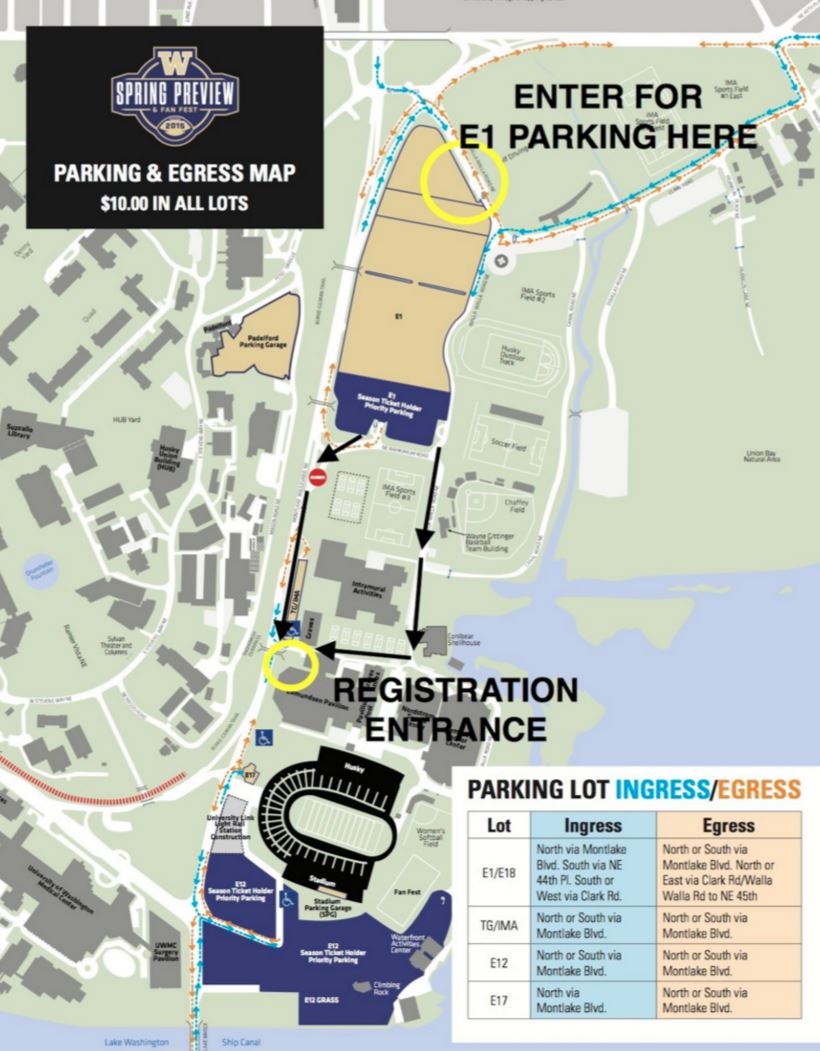 W
SPRING PREVIEW
& FAN FEST
2015
PARKING & EGRESS MAP
$10.00 IN ALL LOTS
ENTER FOR
E1 PARKING HERE
IMA
Sports Field
#1 East
IMA
Sports Field
Quad
Padelford
Padelford
Parking Garage
E1
IMA Sports
Field #2
Husky
Outdoor
Track
E1
Season Ticket Holder
Priority Parking
Suzzallo
Library
HUB Yard
Husky
Union
Building
(HUB)
Soccer Field
Union Bay
Natural Area
IMA Sports
Field #3
Chaffey
Field
Wayne Gittinger
Baseball
Team Building
Drumheller
Fountain
Intramural
Activities
TG/IMA
Graves
Conibear
Shellhouse
Rainier Vista NE
Sylvan
Theater and
Columns
REGISTRATION
ENTRANCE
Edmundson Pavilion
E17
Husky
Stadium
University Link
Light Rail
Station
Construction
Women's
Softball
Field
University of Washington
Medical Center
E12
Season Ticket Holder
Priority Parking
Stadium
Parking Garage
(SPG)
Fan Fest
UWMC
Surgery
Pavilion
E12
Season Ticket Holder
Priority Parking
Waterfront
Activities
Center
Climbing
Rock
E12 GRASS
Lake Washington
Ship Canal
PARKING LOT INGRESS/EGRESS
Lot Ingress Egress
E1/E18
North via Montlake
Blvd. South via NE
44th Pl. South or
West via Clark Rd.
North or South via
Montlake Blvd. North or
East via Clark Rd/Walla
Walla Rd to NE 45th
TG/IMA
North or South via
Montlake Blvd.
North or South via
Montlake Blvd.
E12
North or South via
Montlake Blvd.
North or South via
Montlake Blvd.
E17
North via
Montlake Blvd.
North or South via
Montlake Blvd.